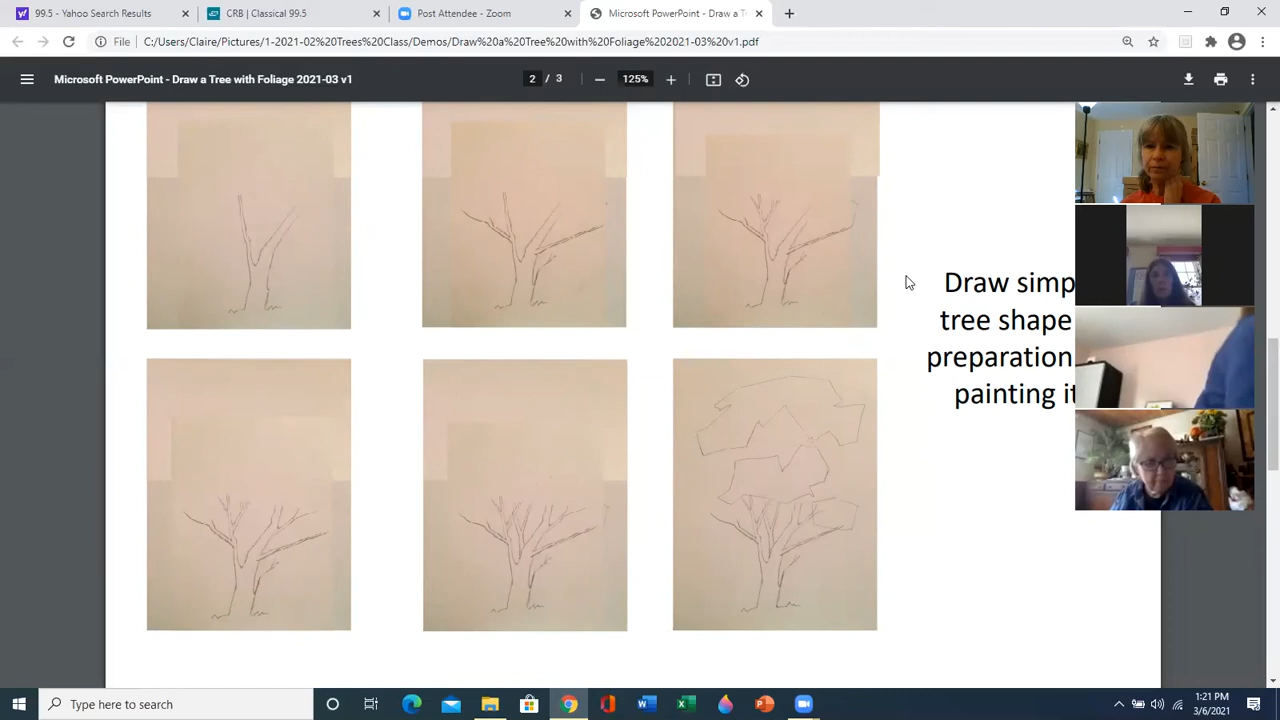 99.5 - Yahoo Search Results
CRB | Classical 99.5
Post Attendee - Zoom
Microsoft PowerPoint - Draw a T
File
C:/Users/Claire/Pictures/1-2021-02%20Trees%20Class/Demos/Draw%20a%20Tree%20with%20Foliage%202021-03%20v1.pdf
Microsoft PowerPoint - Draw a Tree with Foliage 2021-03 v1
2 / 3
125%
Draw simp
tree shape
preparation
painting it
Type here to search
1:21 PM
3/6/2021